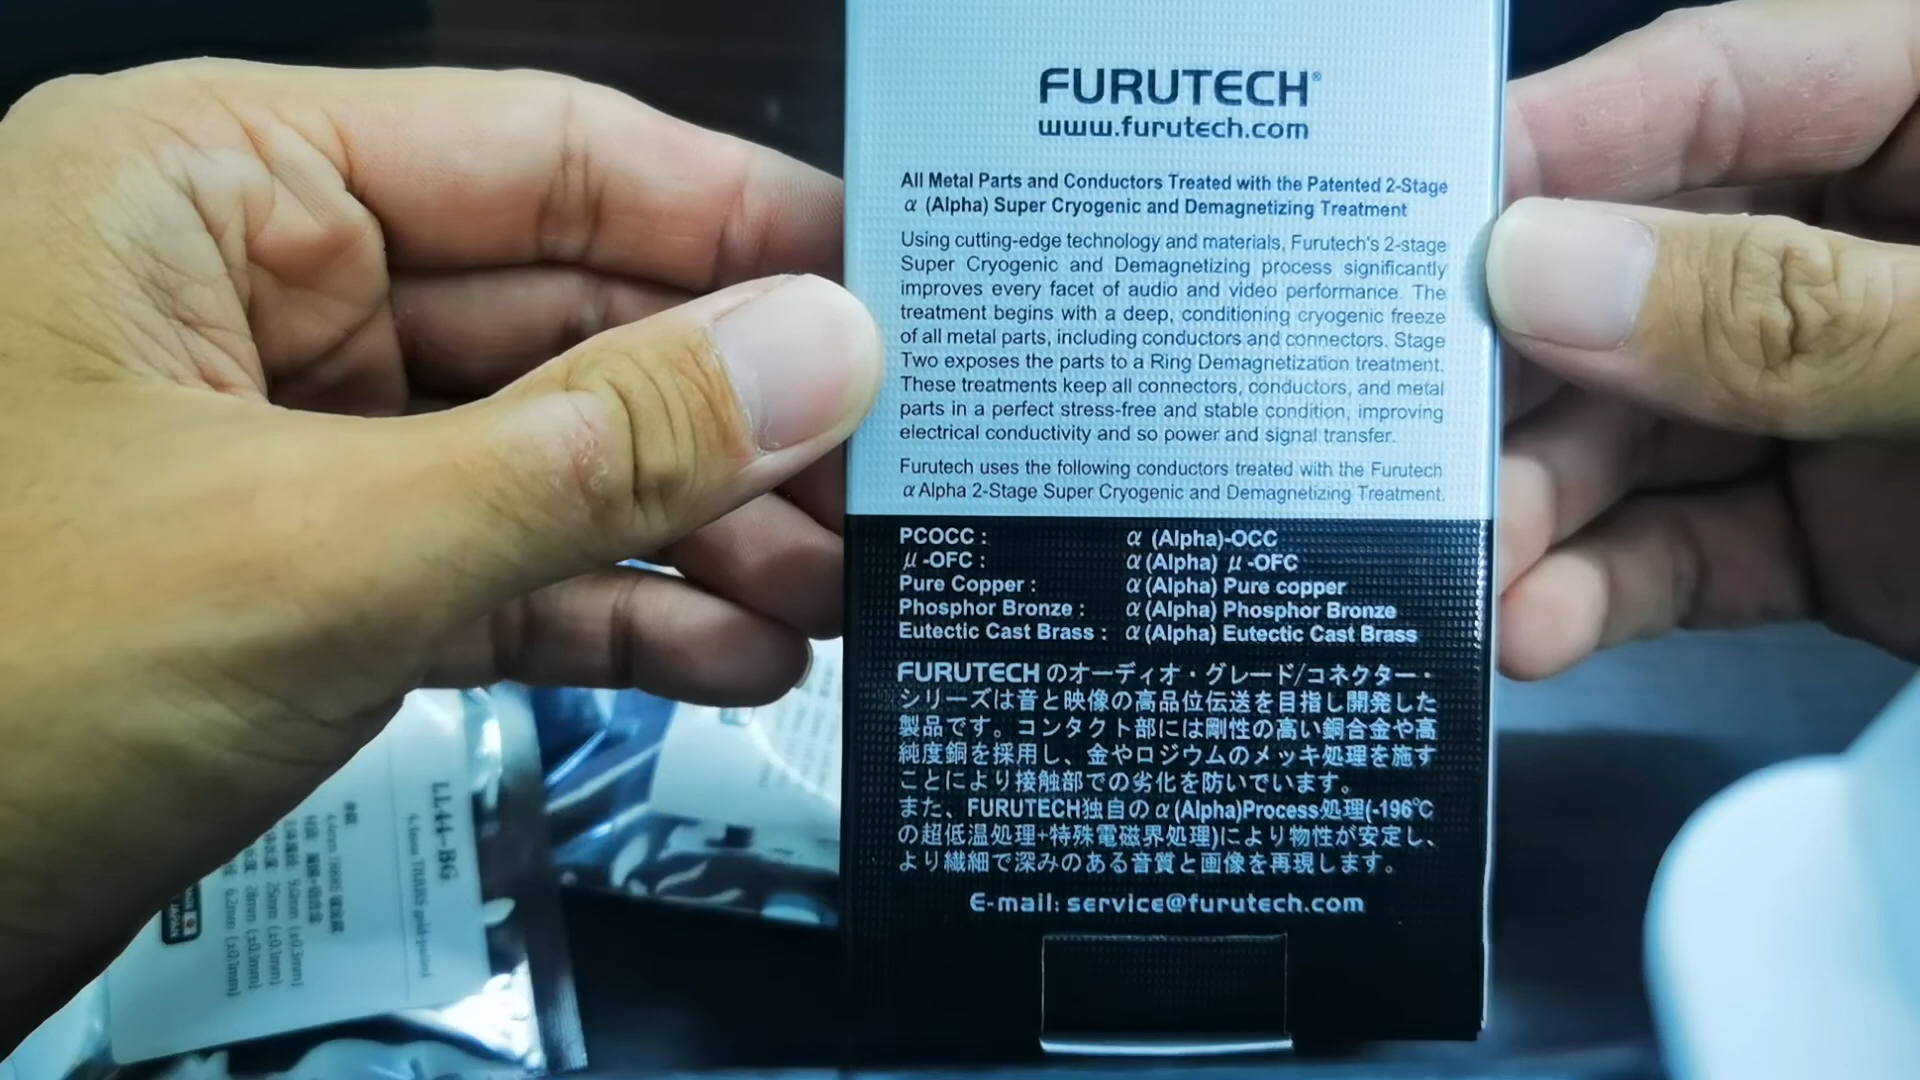 FURUTECH®
www.furutech.com
All Metal Parts and Conductors Treated with the Patented 2-Stage
α (Alpha) Super Cryogenic and Demagnetizing Treatment
Using cutting-edge technology and materials, Furutech's 2-stage
Super Cryogenic and Demagnetizing process significantly
improves every facet of audio and video performance. The
treatment begins with a deep, conditioning cryogenic freeze
of all metal parts, including conductors and connectors. Stage
Two exposes the parts to a Ring Demagnetization treatment.
These treatments keep all connectors, conductors, and metal
parts in a perfect stress-free and stable condition, improving
electrical conductivity and so power and signal transfer.
Furutech uses the following conductors treated with the Furutech
α Alpha 2-Stage Super Cryogenic and Demagnetizing Treatment.
PCOCC : α (Alpha)-OCC
μ-OFC : α (Alpha) μ-OFC
Pure Copper : α (Alpha) Pure copper
Phosphor Bronze : α (Alpha) Phosphor Bronze
Eutectic Cast Brass : α (Alpha) Eutectic Cast Brass
FURUTECHのオーディオ・グレード/コネクター・
シリーズは音と映像の高品位伝送を目指し開発した
製品です。コンタクト部には剛性の高い銅合金や高
純度銅を採用し、金やロジウムのメッキ処理を施す
ことにより接触部での劣化を防いでいます。
また、FURUTECH独自のα(Alpha)Process処理(-196℃
の超低温処理+特殊電磁界処理)により物性が安定し、
より繊細で深みのある音質と画像を再現します。
E-mail: service@furutech.com
LL44-BG